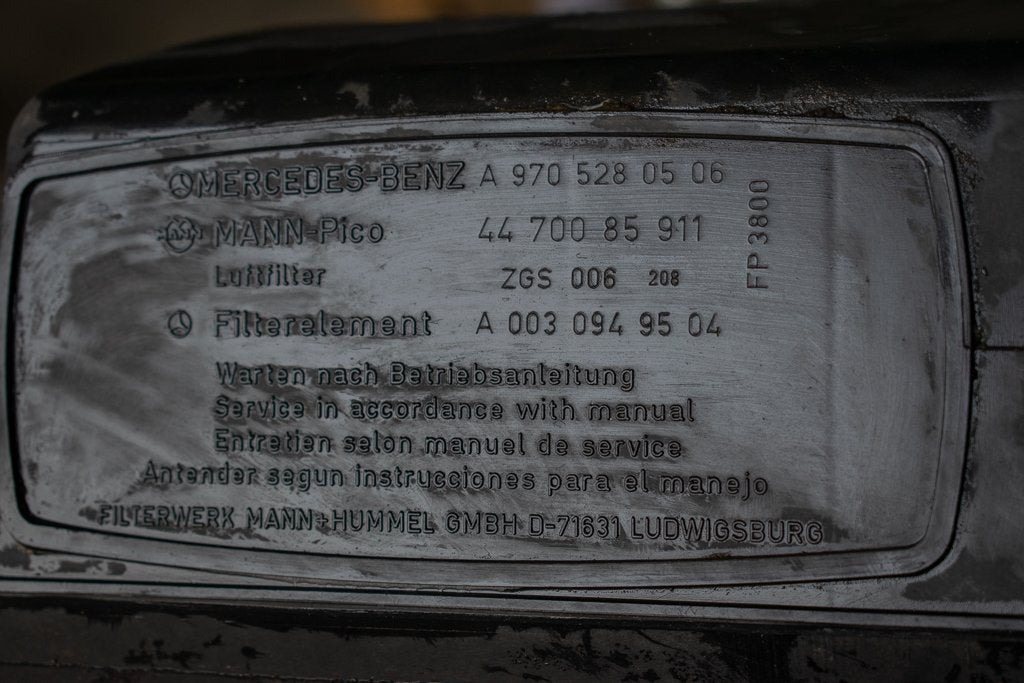 MERCEDES-BENZ A 970 528 05 06
MANN-Pico 44 700 85 911
Luftfilter ZGS 006 208
Filterelement A 003 094 95 04
Warten nach Betriebsanleitung
Service in accordance with manual
Entretien selon manuel de service
Antender segun instrucciones para el manejo
FILTERWERK MANN+HUMMEL GMBH D-71631 LUDWIGSBURG
FP3800